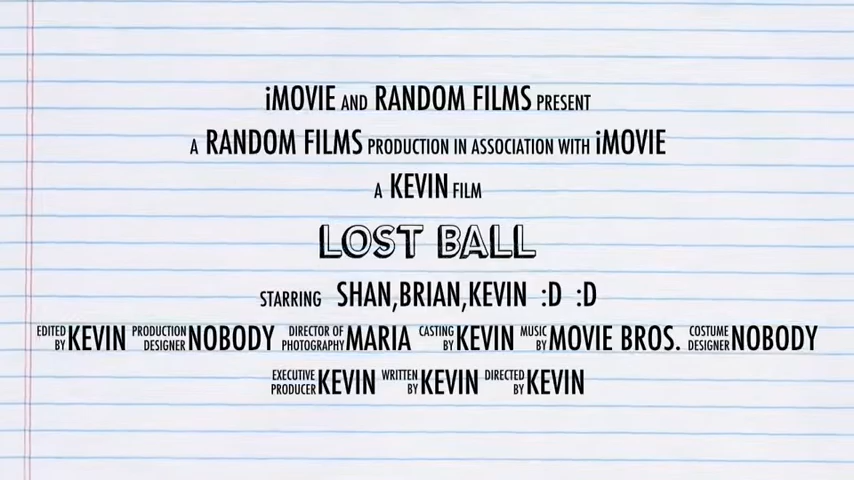 iMOVIE AND RANDOM FILMS PRESENT
A RANDOM FILMS PRODUCTION IN ASSOCIATION WITH iMOVIE
A KEVIN FILM
LOST BALL
STARRING SHAN,BRIAN,KEVIN :D :D
EDITED BY KEVIN PRODUCTION DESIGNER NOBODY DIRECTOR OF PHOTOGRAPHY MARIA CASTING BY KEVIN MUSIC BY MOVIE BROS. COSTUME DESIGNER NOBODY
EXECUTIVE PRODUCER KEVIN WRITTEN BY KEVIN DIRECTED BY KEVIN